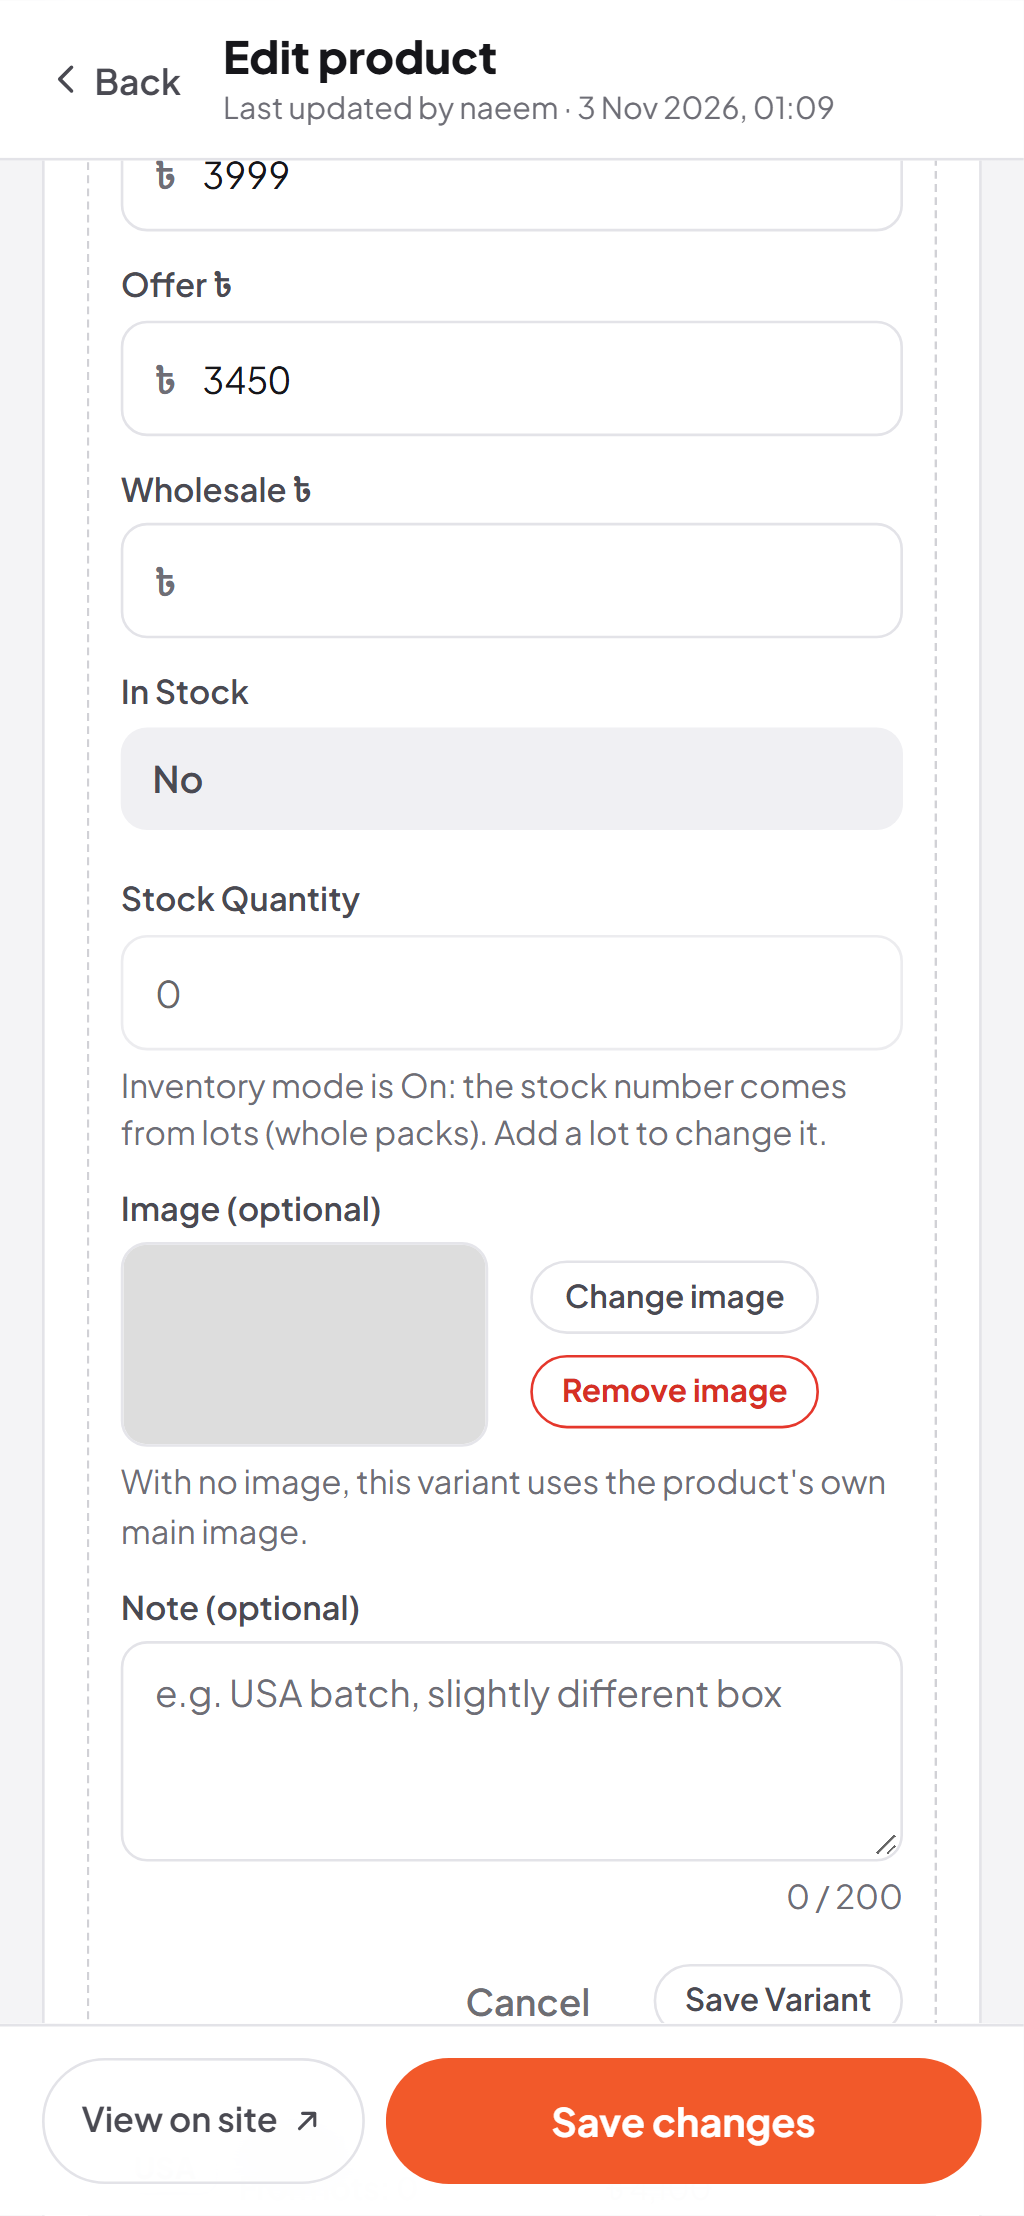 Back
Edit product
Last updated by naeem · 3 Nov 2026, 01:09
৳ 3999
Offer ৳
৳ 3450
Wholesale ৳
৳
In Stock
No
Stock Quantity
0
Inventory mode is On: the stock number comes
from lots (whole packs). Add a lot to change it.
Image (optional)
Change image
Remove image
With no image, this variant uses the product's own
main image.
Note (optional)
e.g. USA batch, slightly different box
0 / 200
Cancel
Save Variant
View on site ↗
Save changes